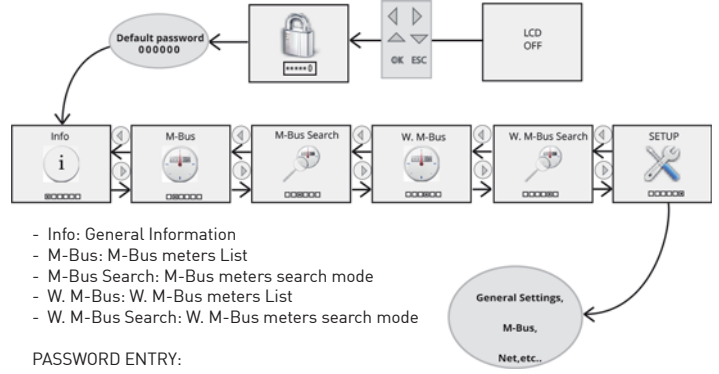 Default password
000000
*****0
OK ESC
LCD
OFF
Info
i
M-Bus
M-Bus Search
W. M-Bus
W. M-Bus Search
SETUP
- Info: General Information
- M-Bus: M-Bus meters List
- M-Bus Search: M-Bus meters search mode
- W. M-Bus: W. M-Bus meters List
- W. M-Bus Search: W. M-Bus meters search mode
General Settings,
M-Bus,
Net,etc..
PASSWORD ENTRY: